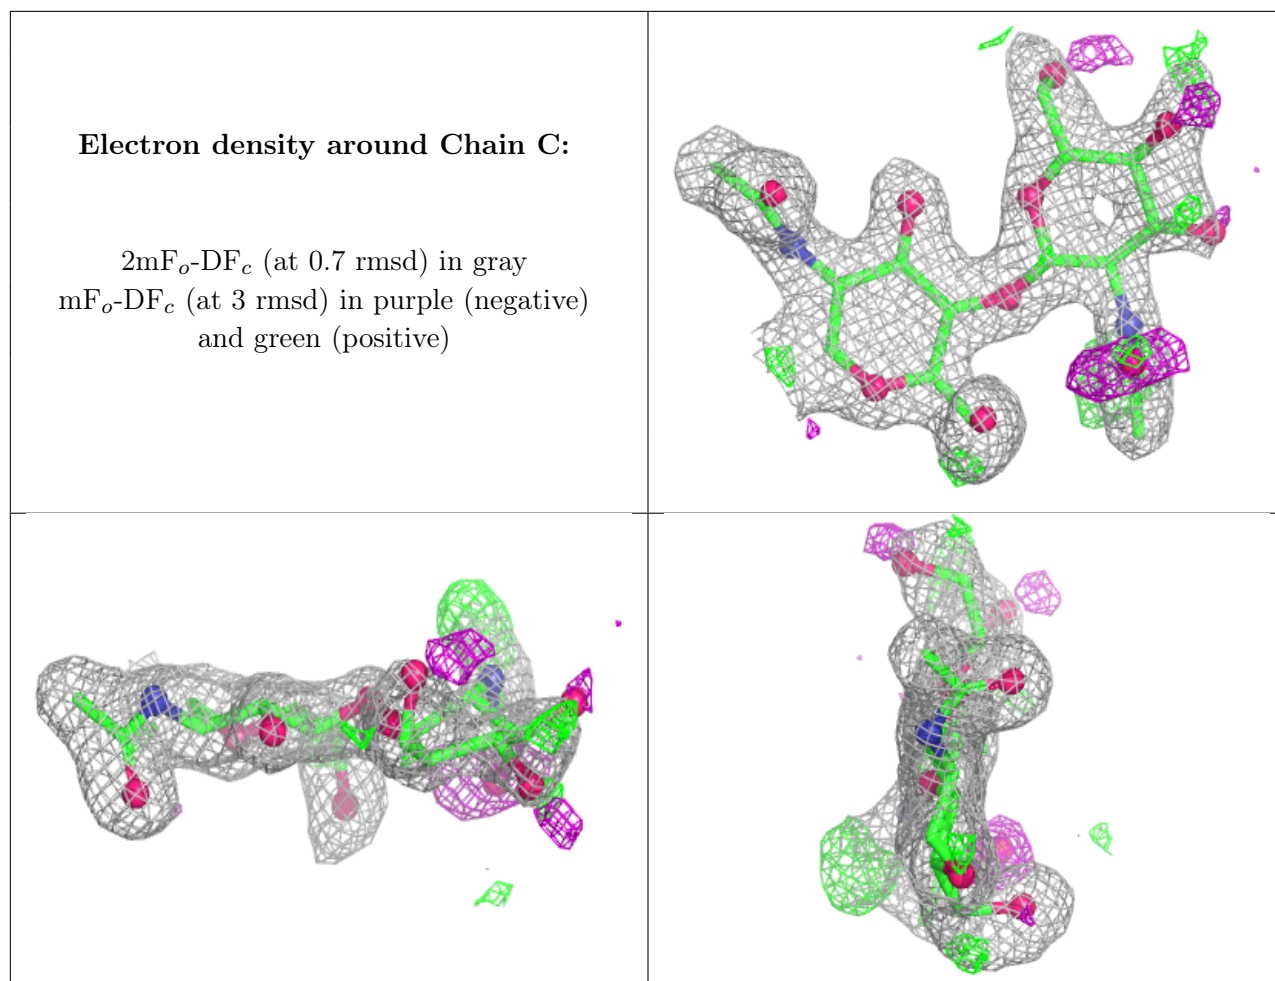 Electron density around Chain C:
2mFo-DFc (at 0.7 rmsd) in gray
mFo-DFc (at 3 rmsd) in purple (negative)
and green (positive)